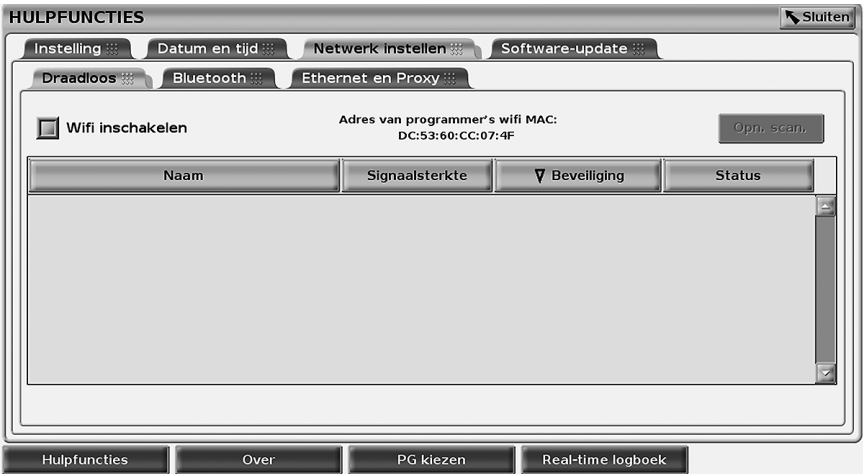 HULPFUNCTIES
Sluiten
Instelling
Datum en tijd
Netwerk instellen
Software-update
Draadloos
Bluetooth
Ethernet en Proxy
Wifi inschakelen
Adres van programmer's wifi MAC:
DC:53:60:CC:07:4F
Opn. scan.
Naam
Signaalsterkte
Beveiliging
Status
Hulpfuncties
Over
PG kiezen
Real-time logboek